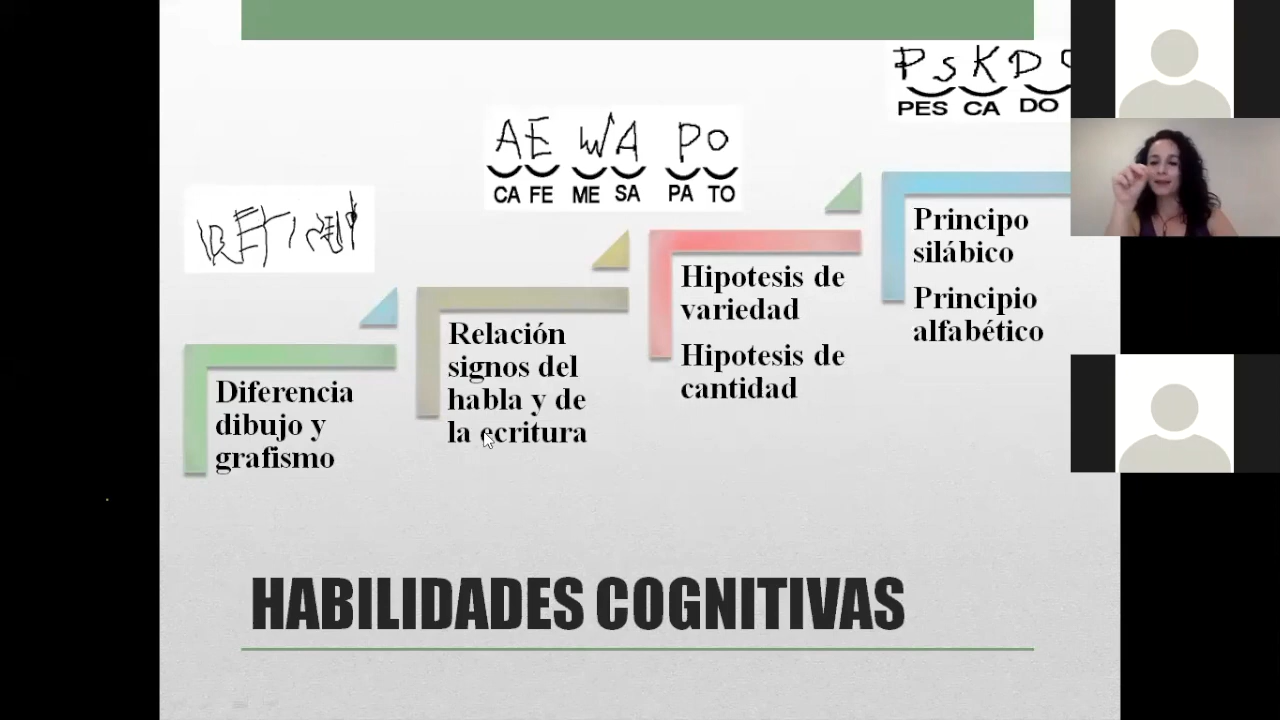 PSKDO
PES CA DO
AE WA PO
CA FE ME SA PA TO
Principo
silábico
Principio
alfabético
Hipotesis de
variedad
Hipotesis de
cantidad
Relación
signos del
habla y de
la ecritura
Diferencia
dibujo y
grafismo
HABILIDADES COGNITIVAS